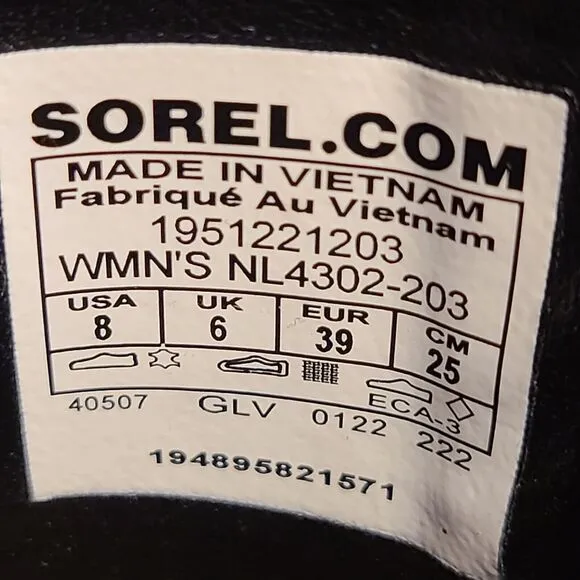 SOREL.COM
MADE IN VIETNAM
Fabriqué Au Vietnam
1951221203
WMN'S NL4302-203
USA UK EUR CM
8 6 39 25
ECA-3
40507 GLV 0122 222
194895821571